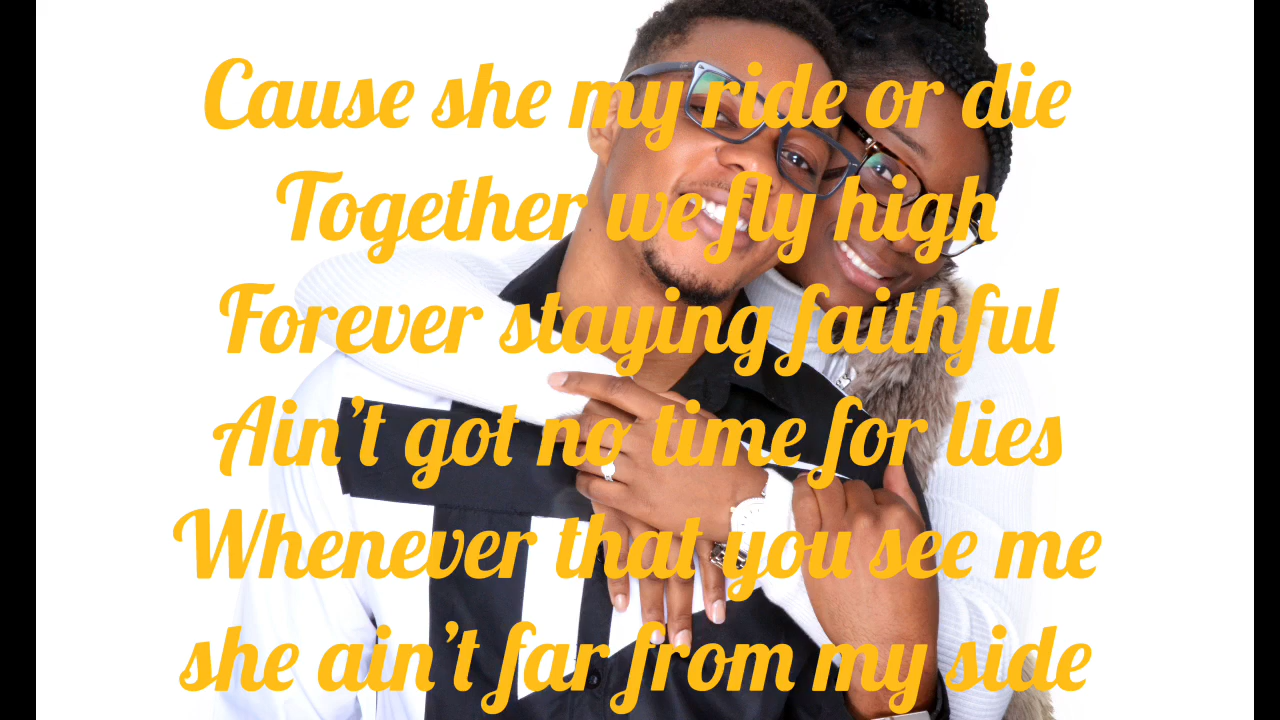 Cause she my ride or die
Together we fly high
Forever staying faithful
Ain't got no time for lies
Whenever that you see me
she ain't far from my side